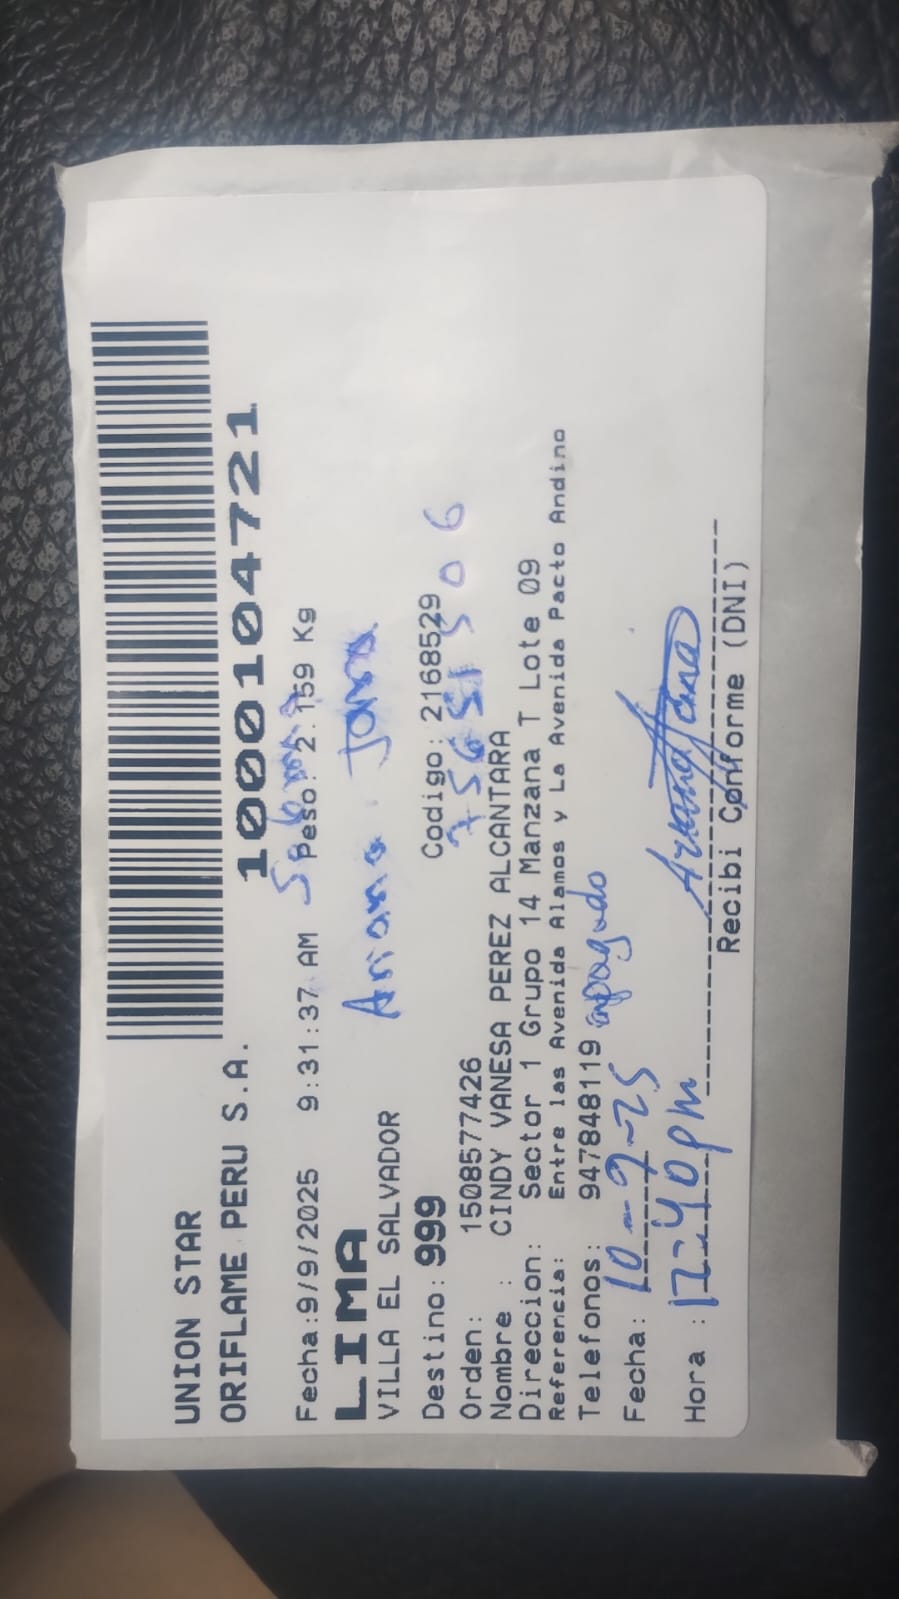 UNION STAR
ORIFLAME PERU S.A.
1000104721
Fecha:9/9/2025 9:31:37 AM Peso:2.159 Kg
LIMA
VILLA EL SALVADOR
Ariana Jara
Destino: 999 Codigo: 2168529
Orden: 1508577426
Nombre : CINDY VANESA PEREZ ALCANTARA
Direccion: Sector 1 Grupo 14 Manzana T Lote 09
Referencia: Entre las Avenida Alamos y La Avenida Pacto Andino
Telefonos: 947848119 apagado
Fecha: 10-9-25
Hora : 12:40pm
Recibi Conforme (DNI)